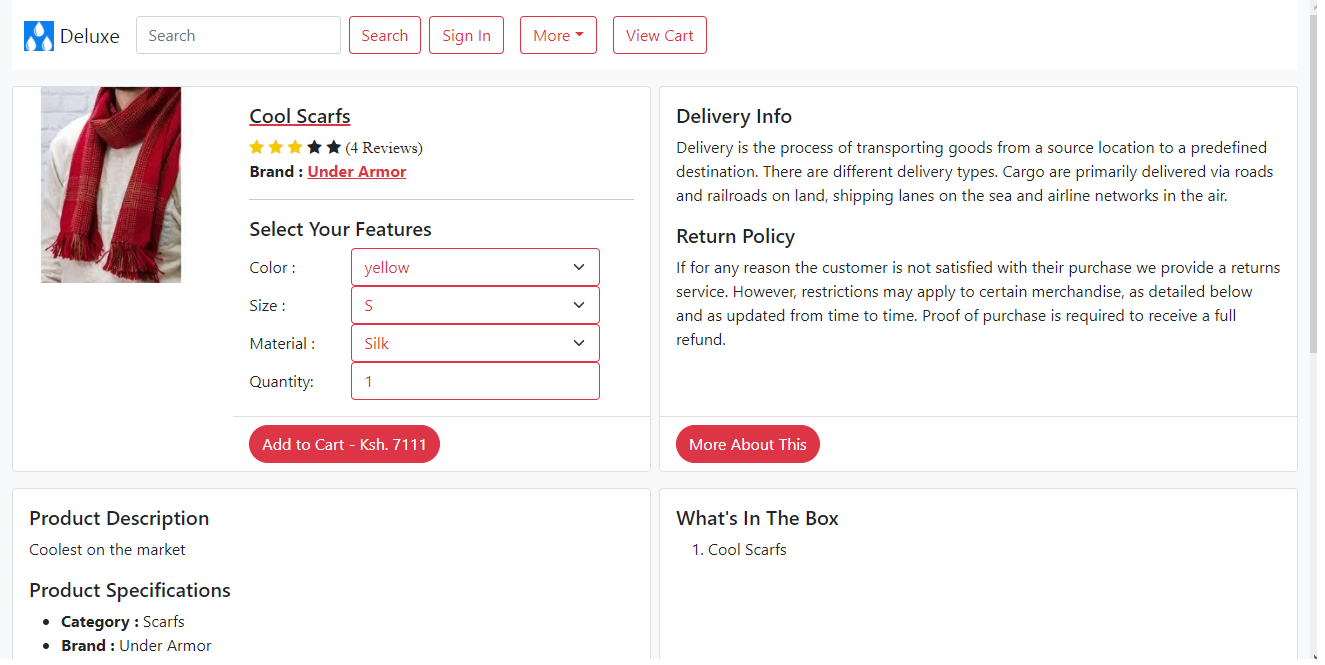 Deluxe Search Search Sign In More View Cart
Cool Scarfs
(4 Reviews)
Brand : Under Armor
Select Your Features
Color : yellow
Size : S
Material : Silk
Quantity: 1
Add to Cart - Ksh. 7111
Delivery Info
Delivery is the process of transporting goods from a source location to a predefined
destination. There are different delivery types. Cargo are primarily delivered via roads
and railroads on land, shipping lanes on the sea and airline networks in the air.
Return Policy
If for any reason the customer is not satisfied with their purchase we provide a returns
service. However, restrictions may apply to certain merchandise, as detailed below
and as updated from time to time. Proof of purchase is required to receive a full
refund.
More About This
Product Description
Coolest on the market
Product Specifications
• Category : Scarfs
• Brand : Under Armor
What's In The Box
1. Cool Scarfs